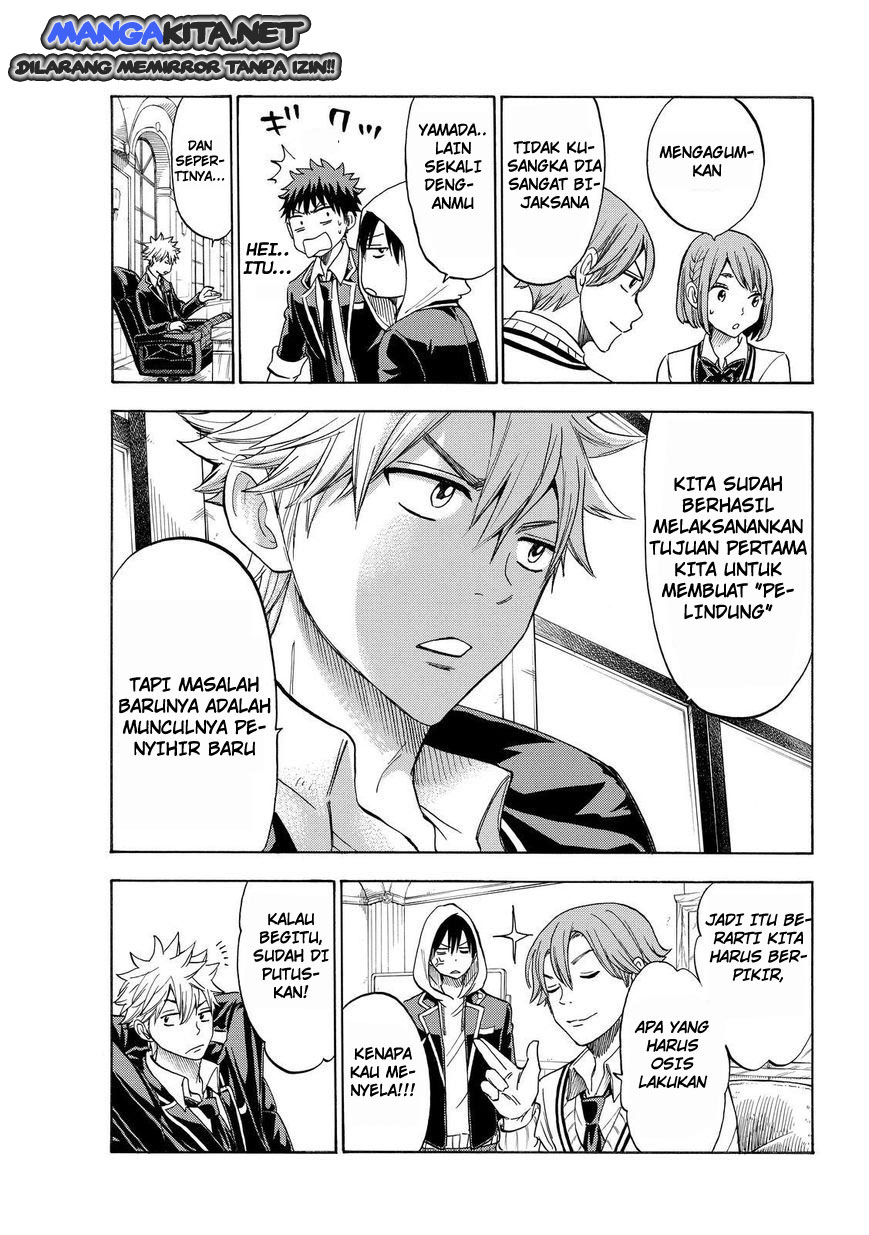 MANGAKITA.NET
DILARANG MEMIRROR TANPA IZIN!!
MENGAGUM-
KAN
TIDAK KU-
SANGKA DIA
SANGAT BI-
JAKSANA
YAMADA..
LAIN
SEKALI
DENG-
ANMU
ギクッ
HEI..
ITU...
DAN
SEPER-
TINYA...
KITA SUDAH
BERHASIL
MELAKSANANKAN
TUJUAN PERTAMA
KITA UNTUK
MEMBUAT "PE-
LINDUNG"
TAPI MASALAH
BARUNYA ADALAH
MUNCULNYA PE-
NYIHIR BARU
JADI ITU BE-
RARTI KITA
HARUS BER-
PIKIR,
APA YANG
HARUS
OSIS
LAKUKAN
KENAPA
KAU ME-
NYELA!!!
KALAU
BEGITU,
SUDAH DI
PUTUS-
KAN!